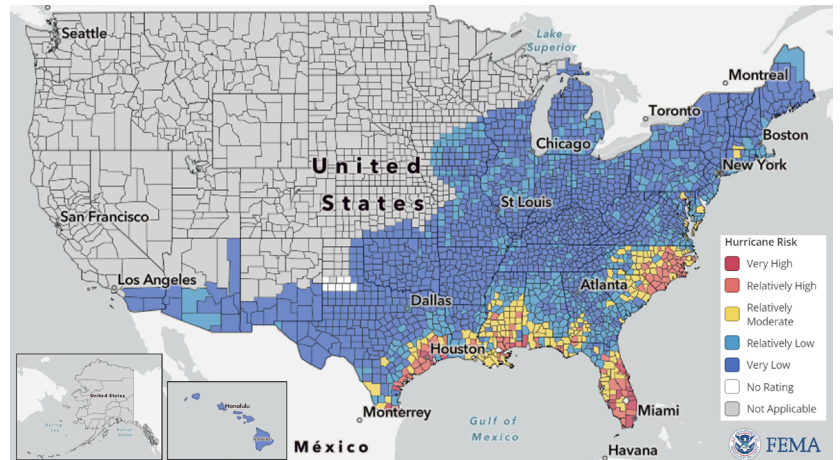 Seattle
Lake
Superior
Montreal
Toronto
Boston
Chicago
New York
United
States
St Louis
San Francisco
Los Angeles
Atlanta
Dallas
Houston
Monterrey
Miami
Gulf of
Mexico
Havana
México
United States
Honolulu
Hurricane Risk
Very High
Relatively High
Relatively
Moderate
Relatively Low
Very Low
No Rating
Not Applicable
FEMA